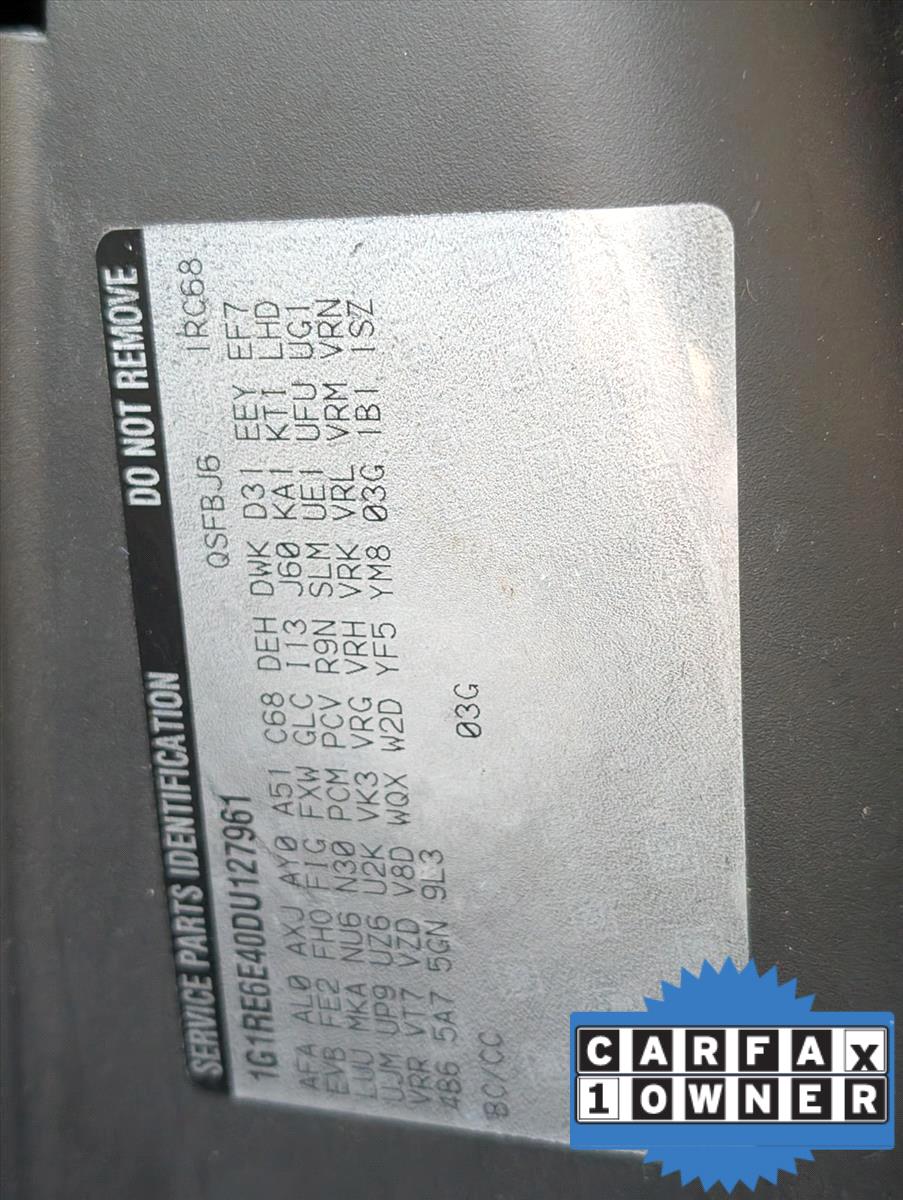 SERVICE PARTS IDENTIFICATION DO NOT REMOVE
1G1RE6E40DU127961 QSFBJ6 1RC68
AFA AL0 AXJ AY0 A51 C68 DEH DWK D31 EEY EF7
EVB FE2 FHO F1G FXW GLC I13 J60 KA1 KT1 LHD
LUU MKA NU6 N30 PCM PCV R9N SLM UE1 UFU UG1
UJM UP9 UZ6 U2K VK3 VRG VRH VRK VRL VRM VRN
VRR VT7 VZD V8D WQX W2D YF5 YM8 03G 1B1 1SZ
4B6 5A7 5GN 9L3
BC/CC 03G
CARFAX
1 OWNER